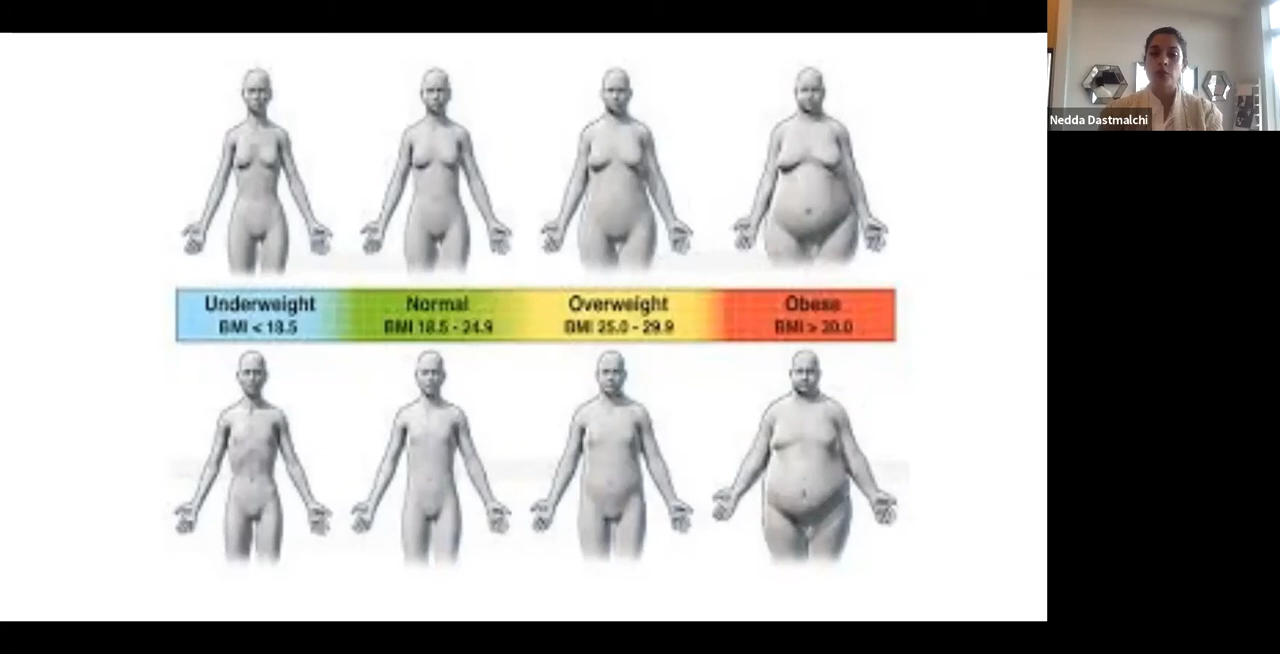 Nedda Dastmalchi
Underweight
BMI < 18.5
Normal
BMI 18.5 - 24.9
Overweight
BMI 25.0 - 29.9
Obese
BMI > 30.0